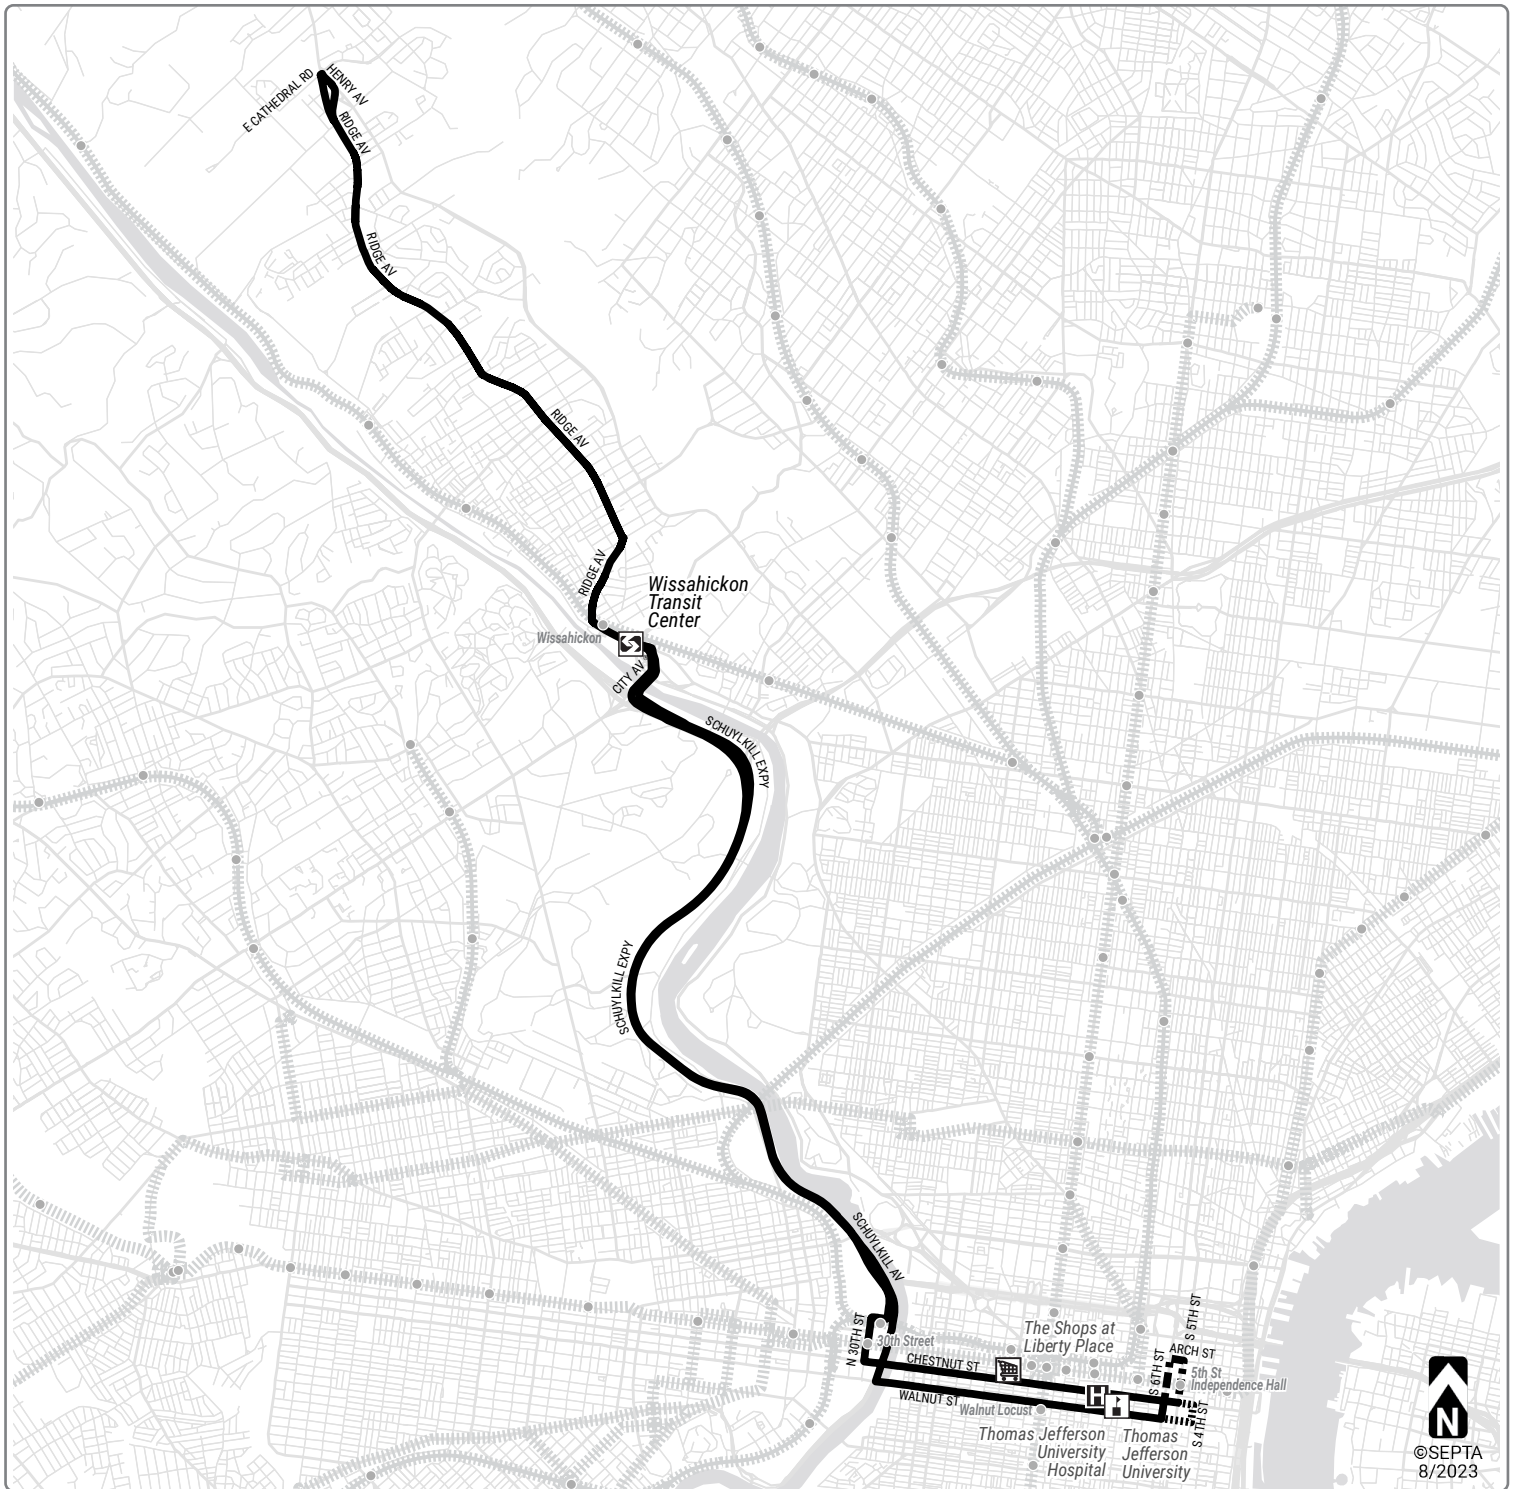 HENRY AV
E CATHEDRAL RD
RIDGE AV
RIDGE AV
RIDGE AV
RIDGE AV
Wissahickon
Transit
Center
Wissahickon
CITY AV
SCHUYLKILL EXPY
SCHUYLKILL EXPY
SCHUYLKILL AV
N 30TH ST
30th Street
CHESTNUT ST
WALNUT ST
The Shops at
Liberty Place
Walnut Locust
Thomas Jefferson
University
Hospital
Thomas
Jefferson
University
S 5TH ST
ARCH ST
S 6TH ST
5th St
Independence Hall
S 4TH ST
H
N
©SEPTA
8/2023